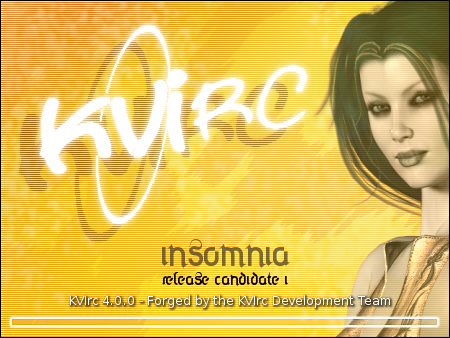 KViRC
insomnia
release candidate 1
KVIrc 4.0.0 - Forged by the KVIrc Development Team